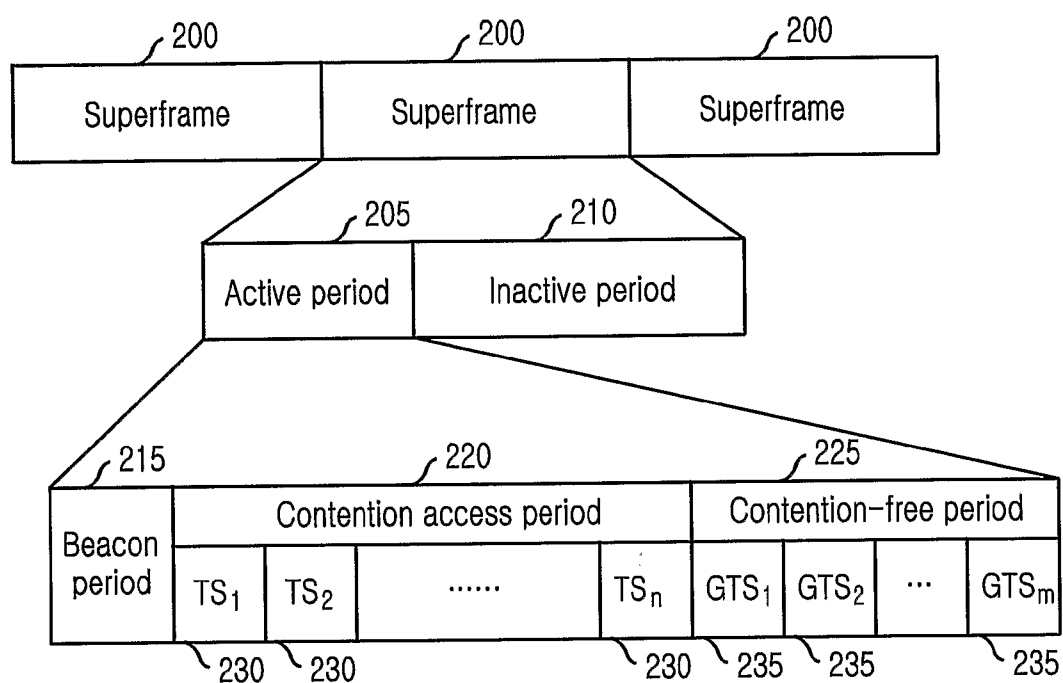 200 200 200
Superframe Superframe Superframe
205 210
Active period Inactive period
215 220 225
Beacon period Contention access period Contention-free period
TS1 TS2 ...... TSn GTS1 GTS2 ... GTSm
230 230 230 235 235 235